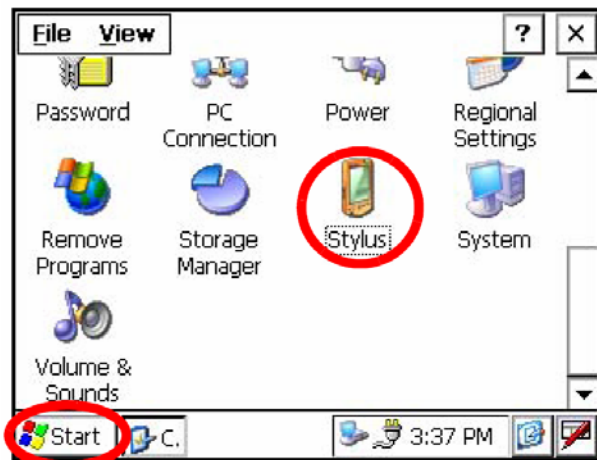 File View ? ×
Password PC Connection Power Regional Settings
Remove Programs Storage Manager Stylus System
Volume & Sounds
Start C. 3:37 PM